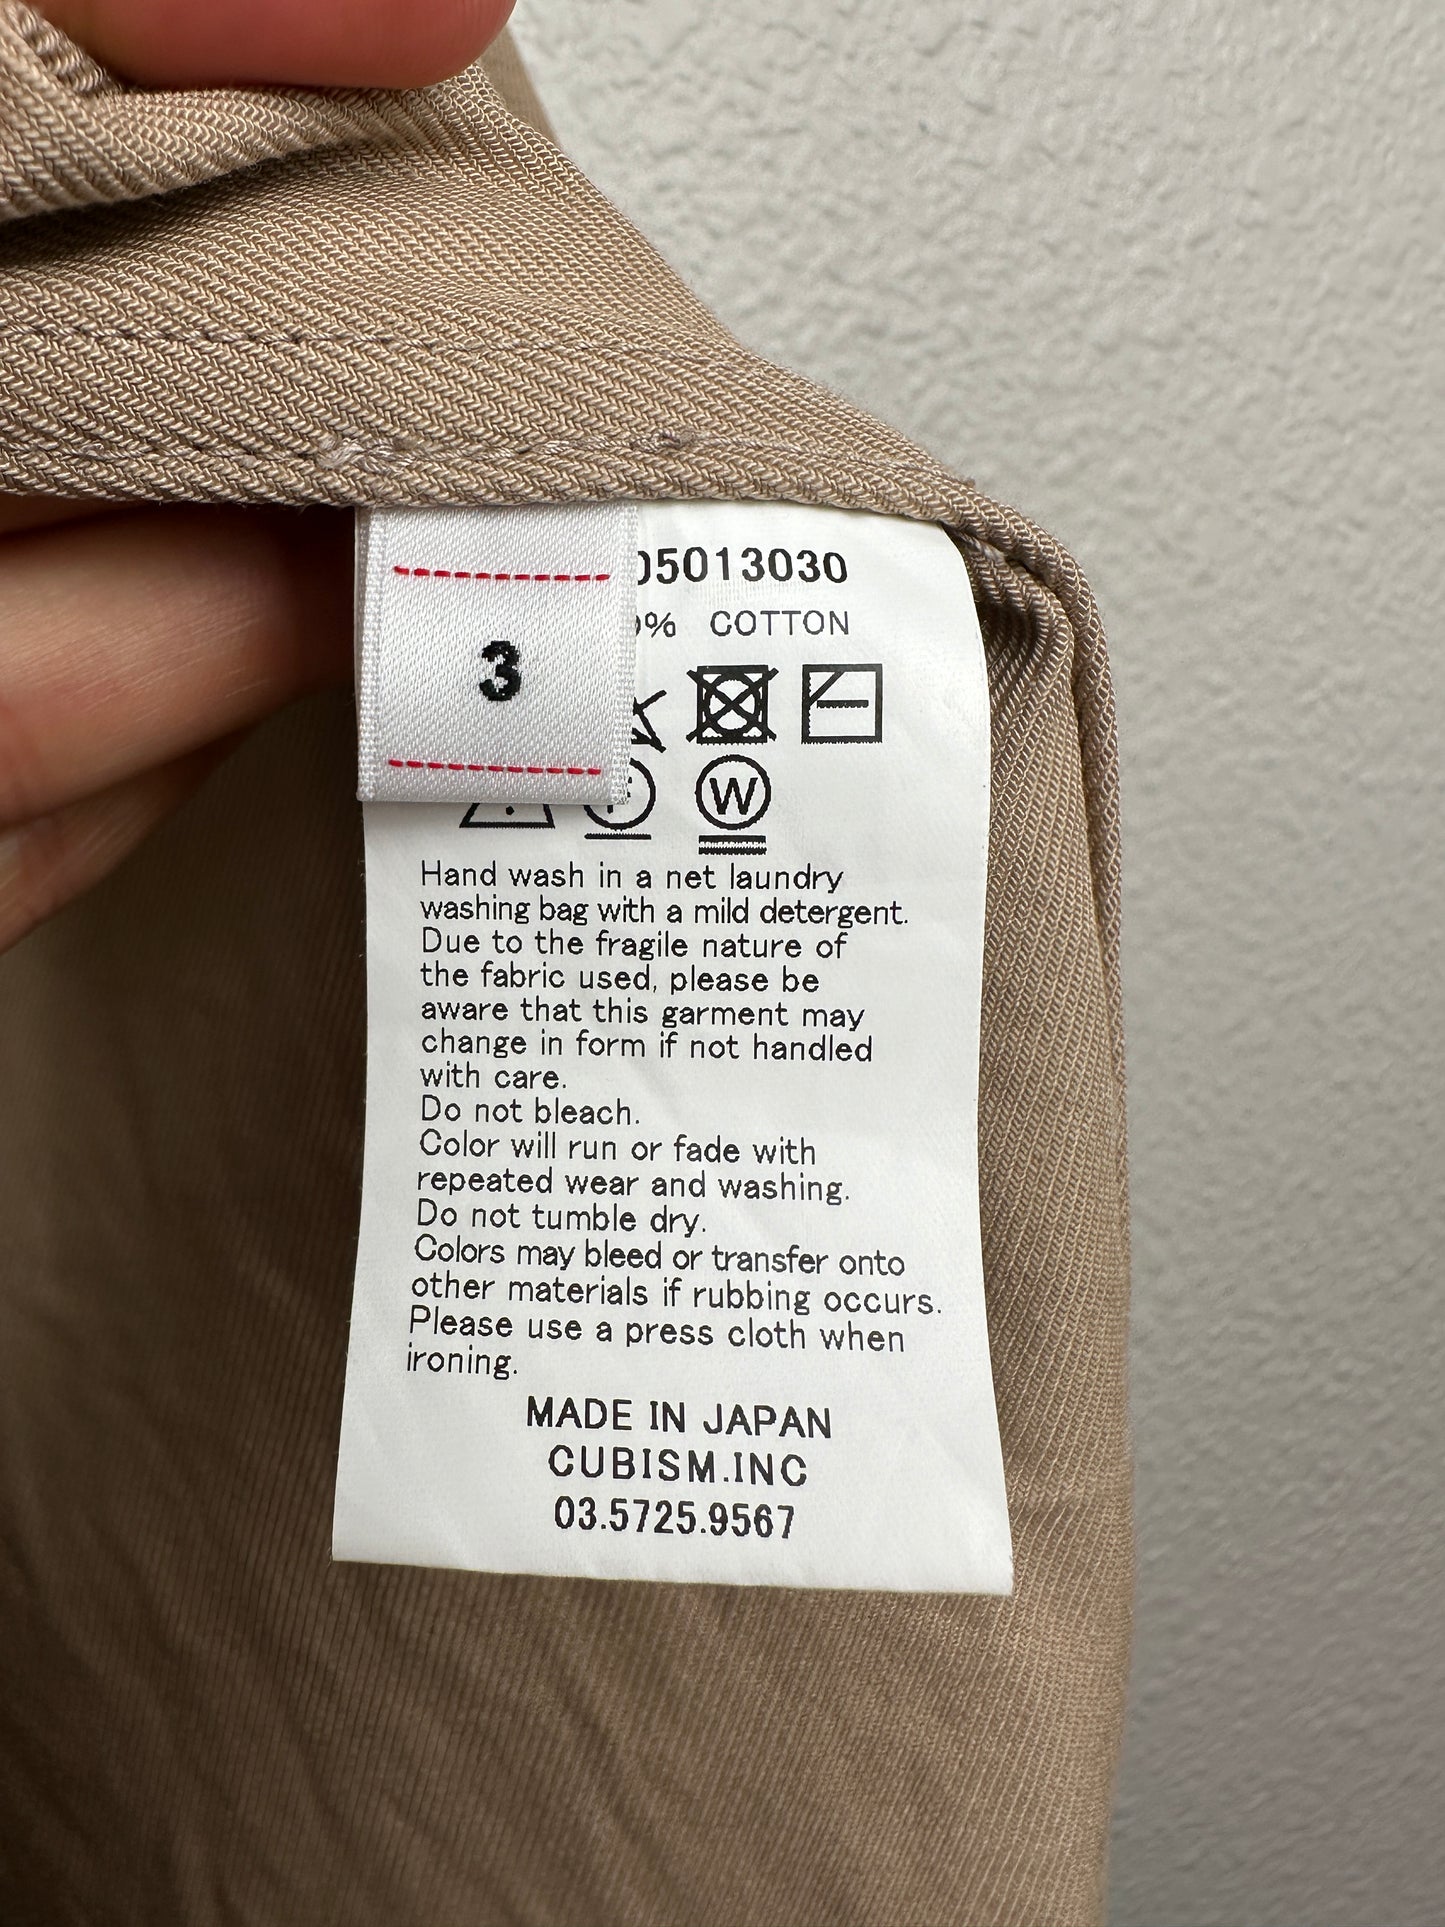 05013030
% COTTON
3
W
Hand wash in a net laundry
washing bag with a mild detergent.
Due to the fragile nature of
the fabric used, please be
aware that this garment may
change in form if not handled
with care.
Do not bleach.
Color will run or fade with
repeated wear and washing.
Do not tumble dry.
Colors may bleed or transfer onto
other materials if rubbing occurs.
Please use a press cloth when
ironing.
MADE IN JAPAN
CUBISM.INC
03.5725.9567